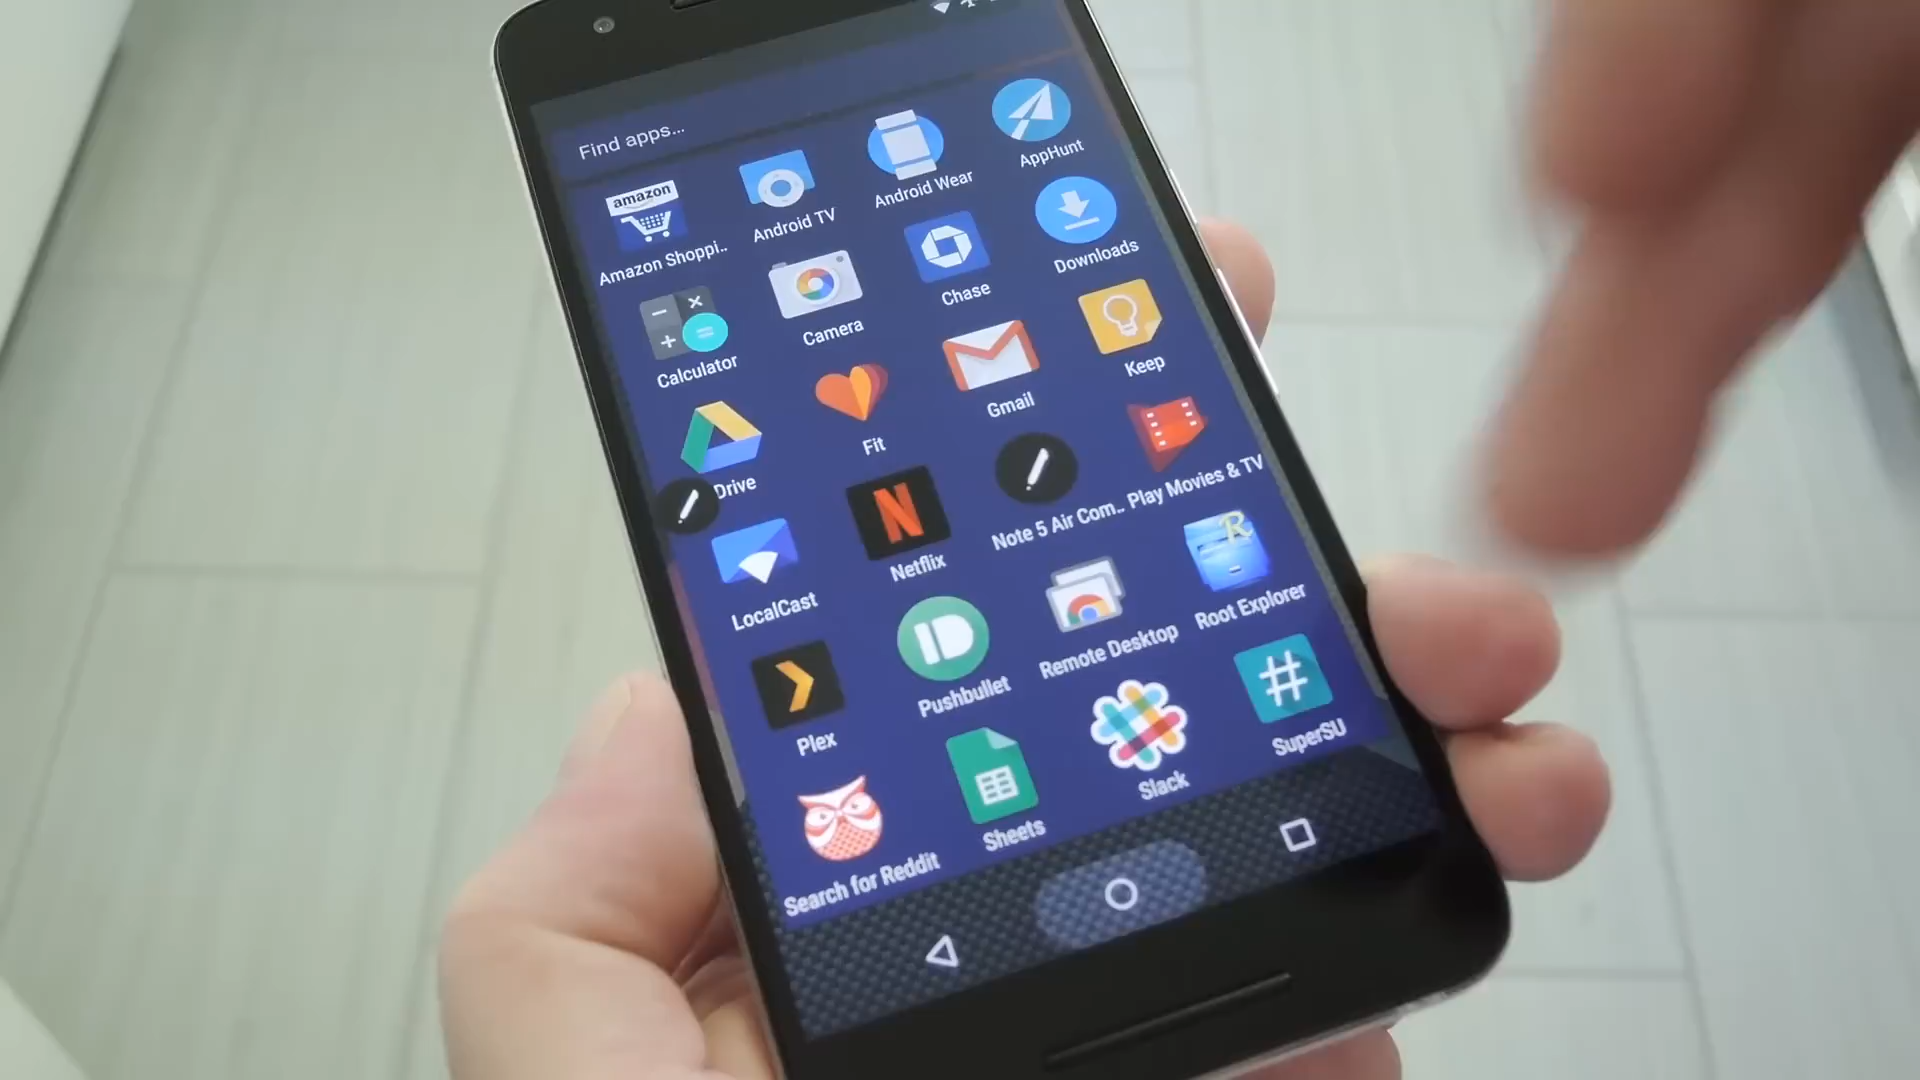 Find apps...
amazon
Amazon Shoppi..
Android TV
Android Wear
AppHunt
Calculator
Camera
Chase
Downloads
Drive
Fit
Gmail
Keep
LocalCast
N
Netflix
Note 5 Air Com..
Play Movies & TV
Plex
Pushbullet
Remote Desktop
R
Root Explorer
Search for Reddit
Sheets
Slack
#
SuperSU